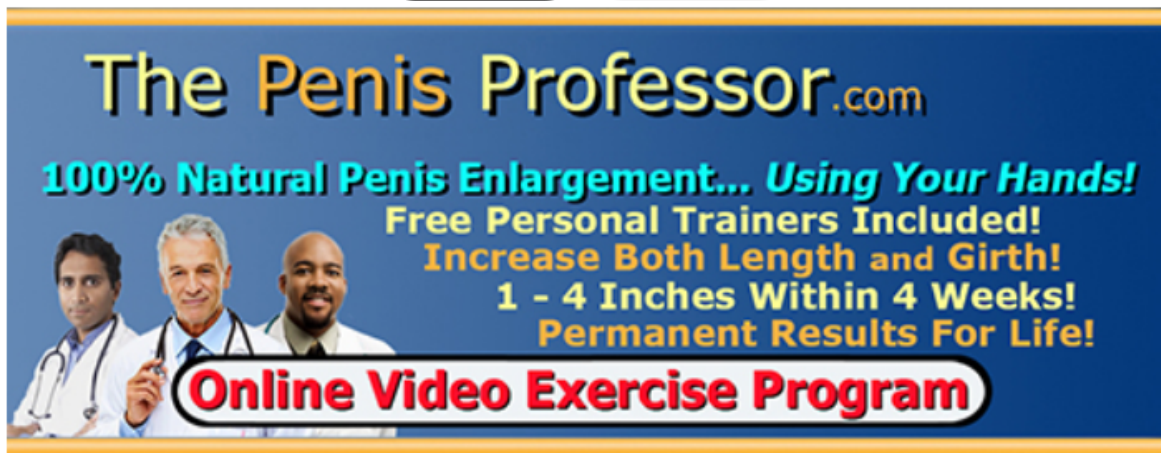 The Penis Professor.com
100% Natural Penis Enlargement... Using Your Hands!
Free Personal Trainers Included!
Increase Both Length and Girth!
1 - 4 Inches Within 4 Weeks!
Permanent Results For Life!
Online Video Exercise Program